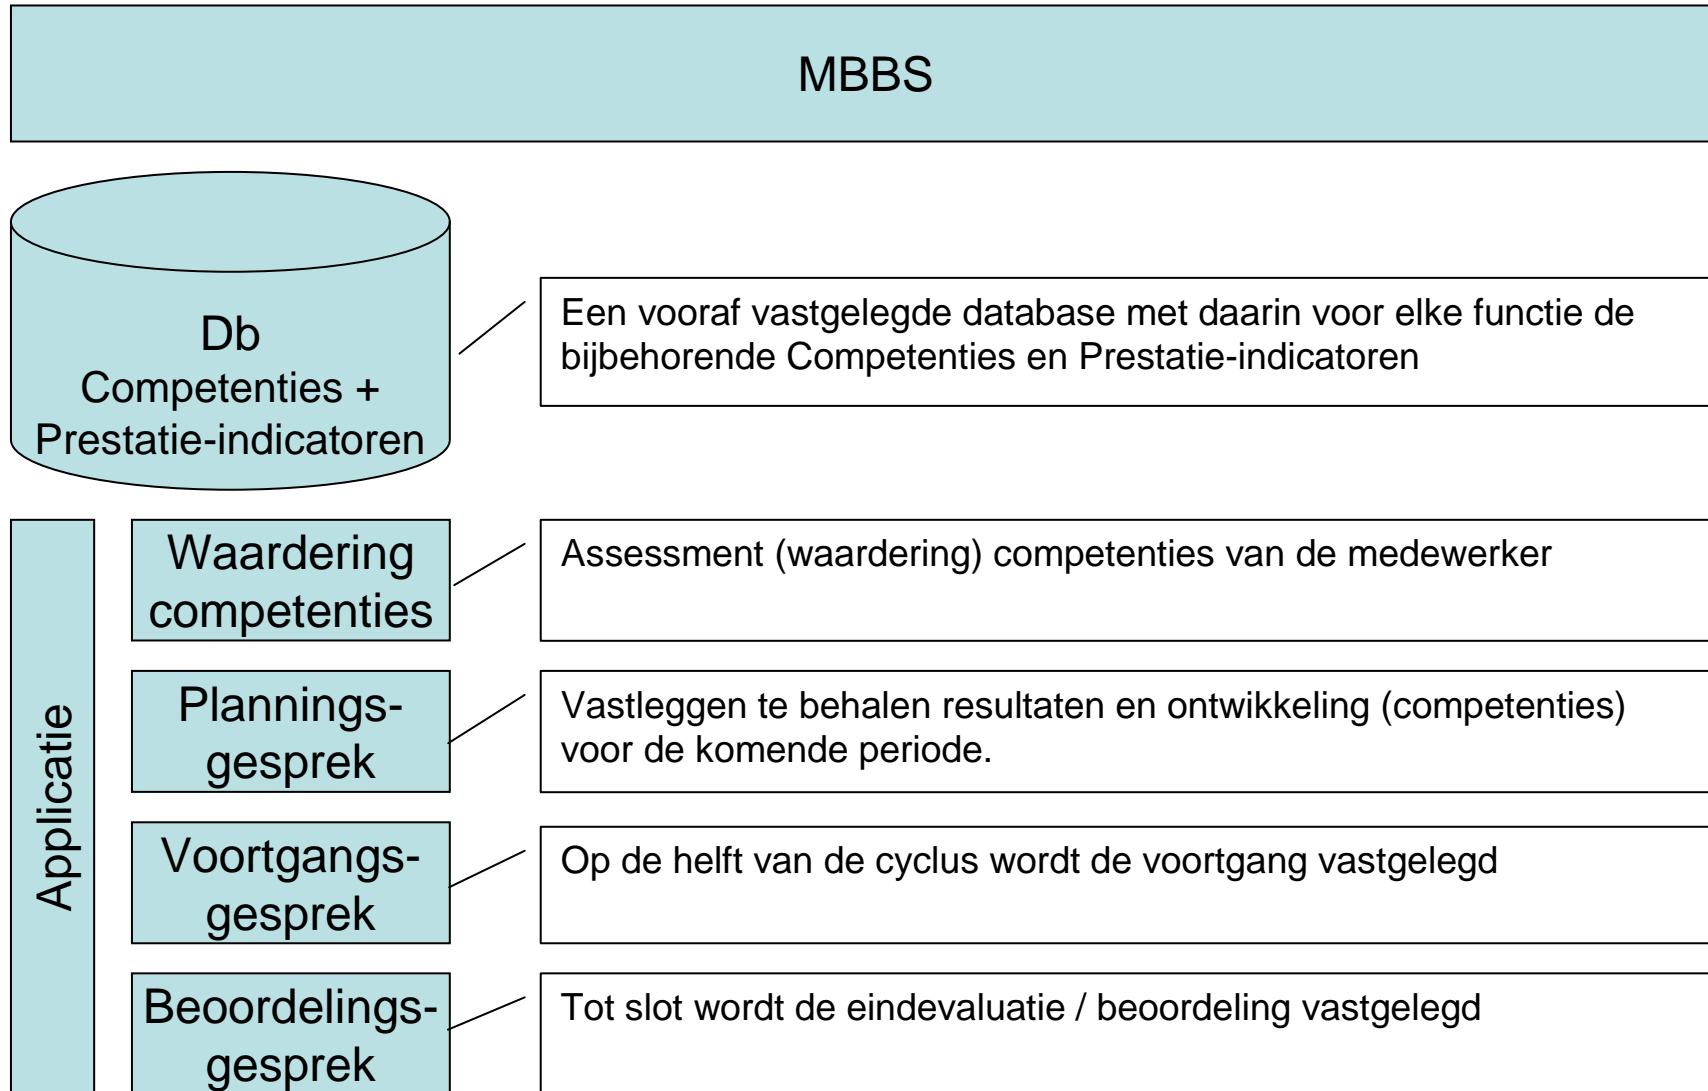 MBBS
Db
Competenties +
Prestatie-indicatoren
Een vooraf vastgelegde database met daarin voor elke functie de
bijbehorende Competenties en Prestatie-indicatoren
Applicatie
Waardering
competenties
Assessment (waardering) competenties van de medewerker
Plannings-
gesprek
Vastleggen te behalen resultaten en ontwikkeling (competenties)
voor de komende periode.
Voortgangs-
gesprek
Op de helft van de cyclus wordt de voortgang vastgelegd
Beoordelings-
gesprek
Tot slot wordt de eindevaluatie / beoordeling vastgelegd